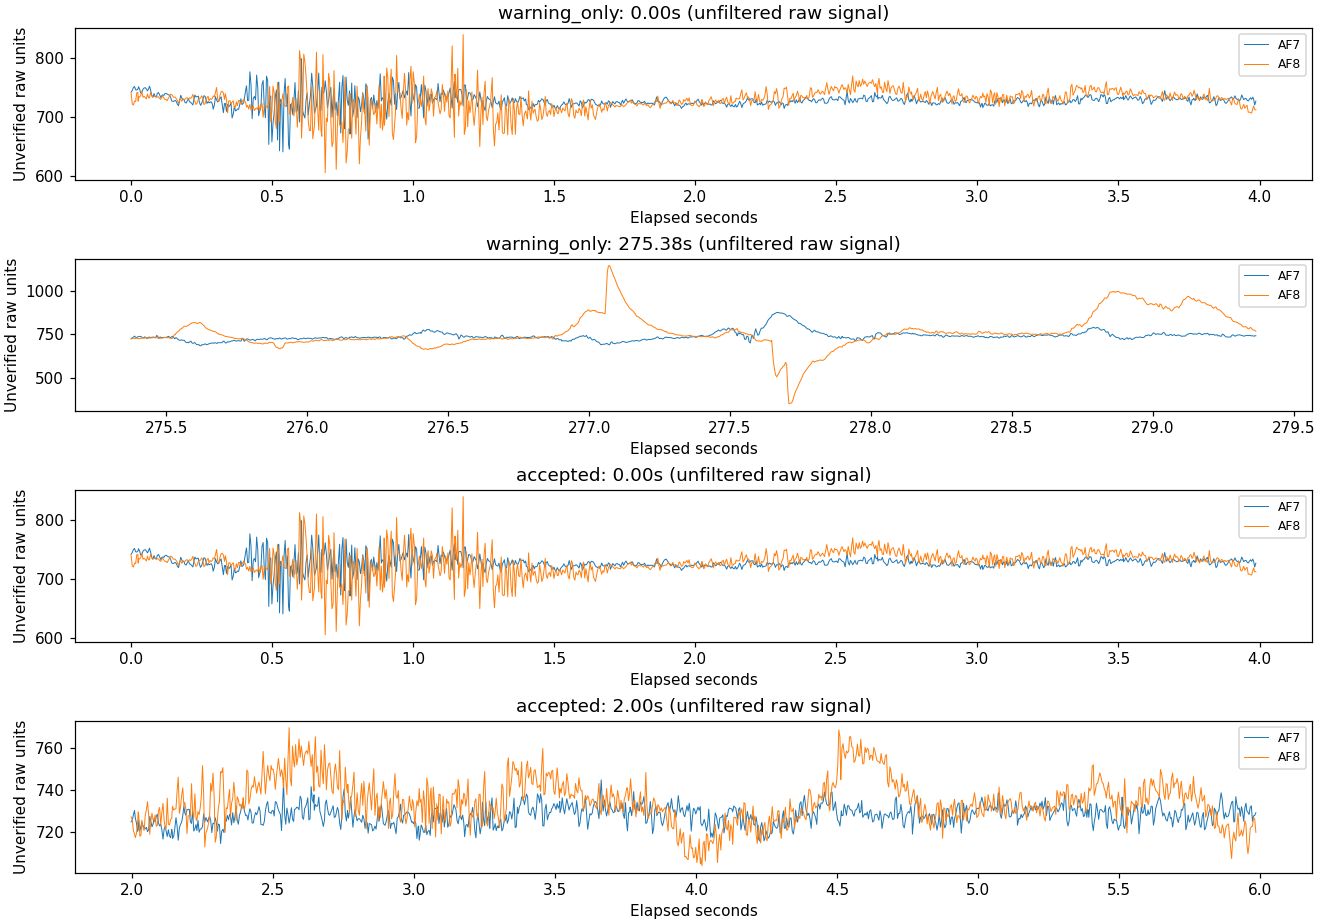 warning_only: 0.00s (unfiltered raw signal)
Unverified raw units
800
700
600
AF7
AF8
0.0 0.5 1.0 1.5 2.0 2.5 3.0 3.5 4.0
Elapsed seconds
warning_only: 275.38s (unfiltered raw signal)
Unverified raw units
1000
750
500
AF7
AF8
275.5 276.0 276.5 277.0 277.5 278.0 278.5 279.0 279.5
Elapsed seconds
accepted: 0.00s (unfiltered raw signal)
Unverified raw units
800
700
600
AF7
AF8
0.0 0.5 1.0 1.5 2.0 2.5 3.0 3.5 4.0
Elapsed seconds
accepted: 2.00s (unfiltered raw signal)
Unverified raw units
760
740
720
AF7
AF8
2.0 2.5 3.0 3.5 4.0 4.5 5.0 5.5 6.0
Elapsed seconds